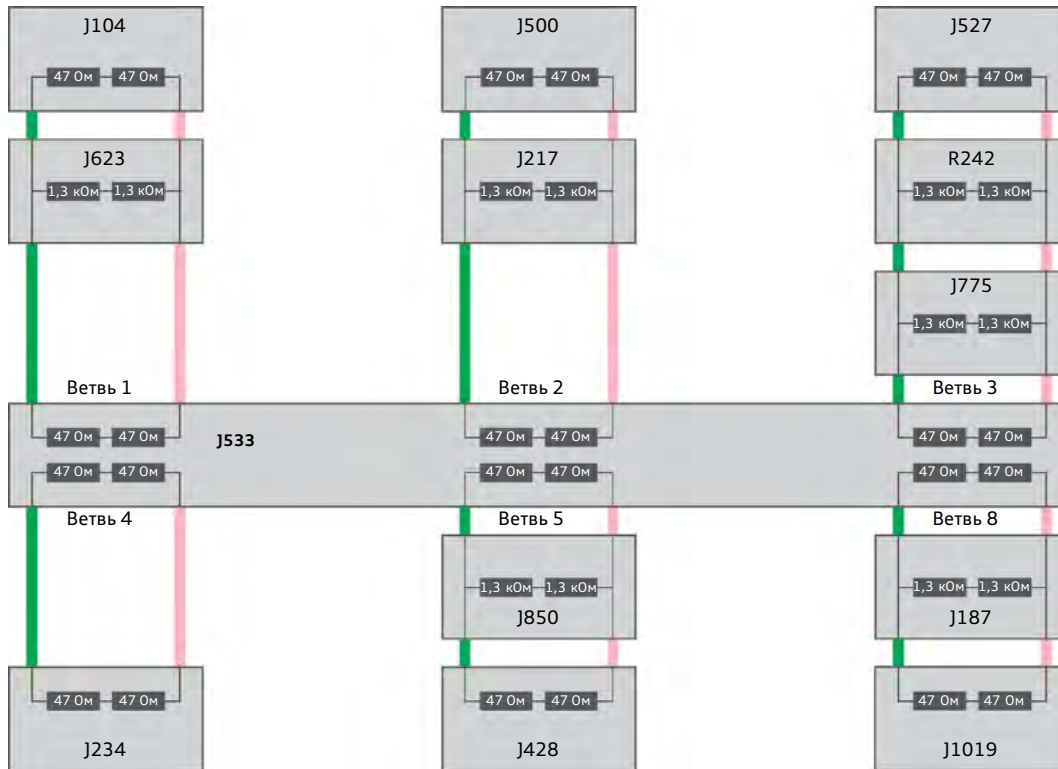 J104 J500 J527
47 Ом 47 Ом 47 Ом 47 Ом 47 Ом 47 Ом
J623 J217 R242
1,3 кОм 1,3 кОм 1,3 кОм 1,3 кОм 1,3 кОм 1,3 кОм
J775
1,3 кОм 1,3 кОм
Ветвь 1 Ветвь 2 Ветвь 3
47 Ом 47 Ом J533 47 Ом 47 Ом 47 Ом 47 Ом
47 Ом 47 Ом 47 Ом 47 Ом 47 Ом 47 Ом
Ветвь 4 Ветвь 5 Ветвь 8
1,3 кОм 1,3 кОм 1,3 кОм 1,3 кОм
J850 J187
47 Ом 47 Ом 47 Ом 47 Ом 47 Ом 47 Ом
J234 J428 J1019